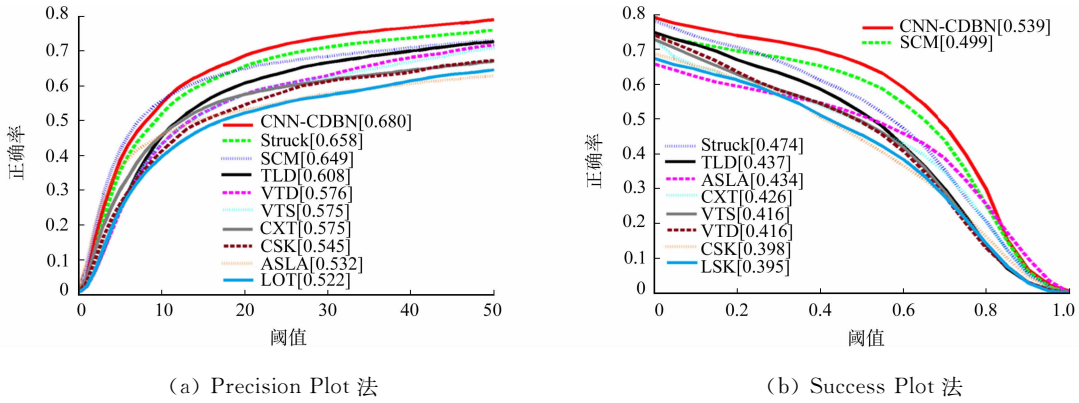 0.8
0.7
0.6
0.5
0.4
0.3
0.2
0.1
0
正确率
CNN-CDBN[0.680]
Struck[0.658]
SCM[0.649]
TLD[0.608]
VTD[0.576]
VTS[0.575]
CXT[0.575]
CSK[0.545]
ASLA[0.532]
LOT[0.522]
0 10 20 30 40 50
阈值
(a) Precision Plot 法
0.8
0.7
0.6
0.5
0.4
0.3
0.2
0.1
0
正确率
CNN-CDBN[0.539]
SCM[0.499]
Struck[0.474]
TLD[0.437]
ASLA[0.434]
CXT[0.426]
VTS[0.416]
VTD[0.416]
CSK[0.398]
LSK[0.395]
0 0.2 0.4 0.6 0.8 1.0
阈值
(b) Success Plot 法